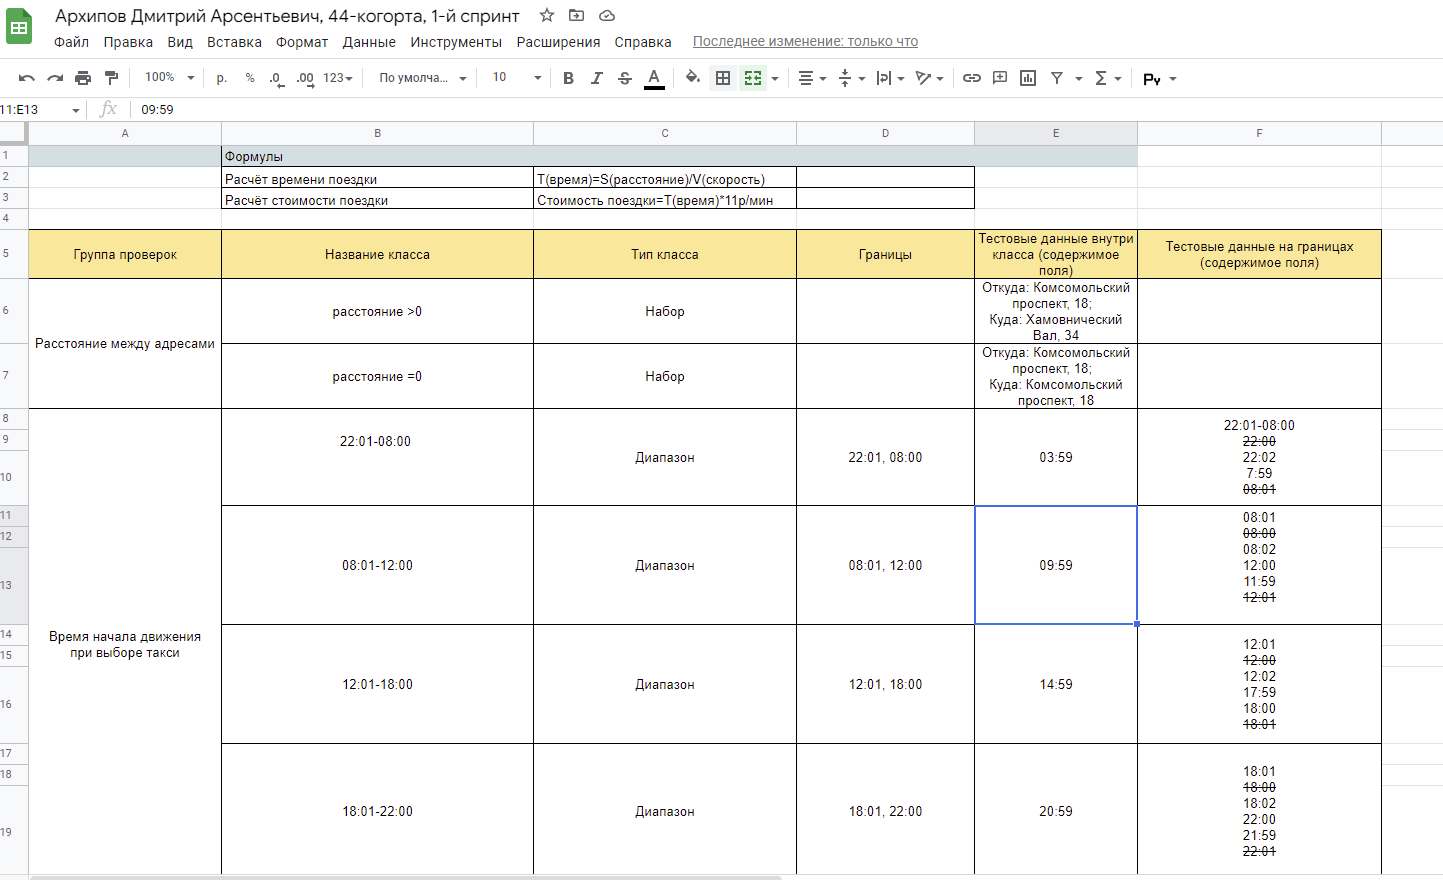 Архипов Дмитрий Арсентьевич, 44-когорта, 1-й спринт
Файл Правка Вид Вставка Формат Данные Инструменты Расширения Справка Последнее изменение: только что
100% р. % .0 .00 123 По умолча... 10 B I S A Σ Ру
11:E13 fx 09:59
A B C D E F
1 Формулы
2 Расчёт времени поездки T(время)=S(расстояние)/V(скорость)
3 Расчёт стоимости поездки Стоимость поездки=T(время)*11р/мин
4
5 Группа проверок Название класса Тип класса Границы Тестовые данные внутри класса (содержимое поля) Тестовые данные на границах (содержимое поля)
6 Расстояние между адресами расстояние >0 Набор Откуда: Комсомольский проспект, 18; Куда: Хамовнический Вал, 34
7 расстояние =0 Набор Откуда: Комсомольский проспект, 18; Куда: Комсомольский проспект, 18
8
9
10
Время начала движения при выборе такси
22:01-08:00 Диапазон 22:01, 08:00 03:59
22:01-08:00
22:00
22:02
7:59
08:01
11
12
13
08:01-12:00 Диапазон 08:01, 12:00 09:59
08:01
08:00
08:02
12:00
11:59
12:01
14
15
16
12:01-18:00 Диапазон 12:01, 18:00 14:59
12:01
12:00
12:02
17:59
18:00
18:01
17
18
19
18:01-22:00 Диапазон 18:01, 22:00 20:59
18:01
18:00
18:02
22:00
21:59
22:01